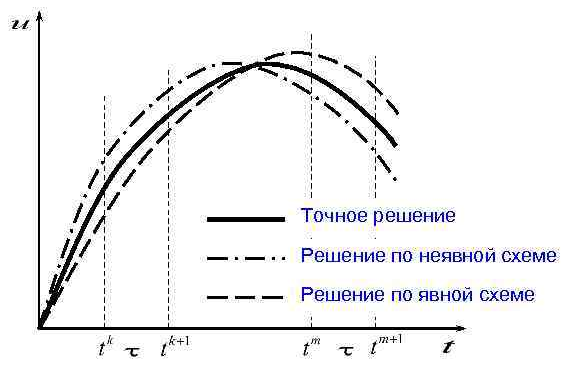 u
Точное решение
Решение по неявной схеме
Решение по явной схеме
t^k τ t^{k+1} t^m τ t^{m+1} t